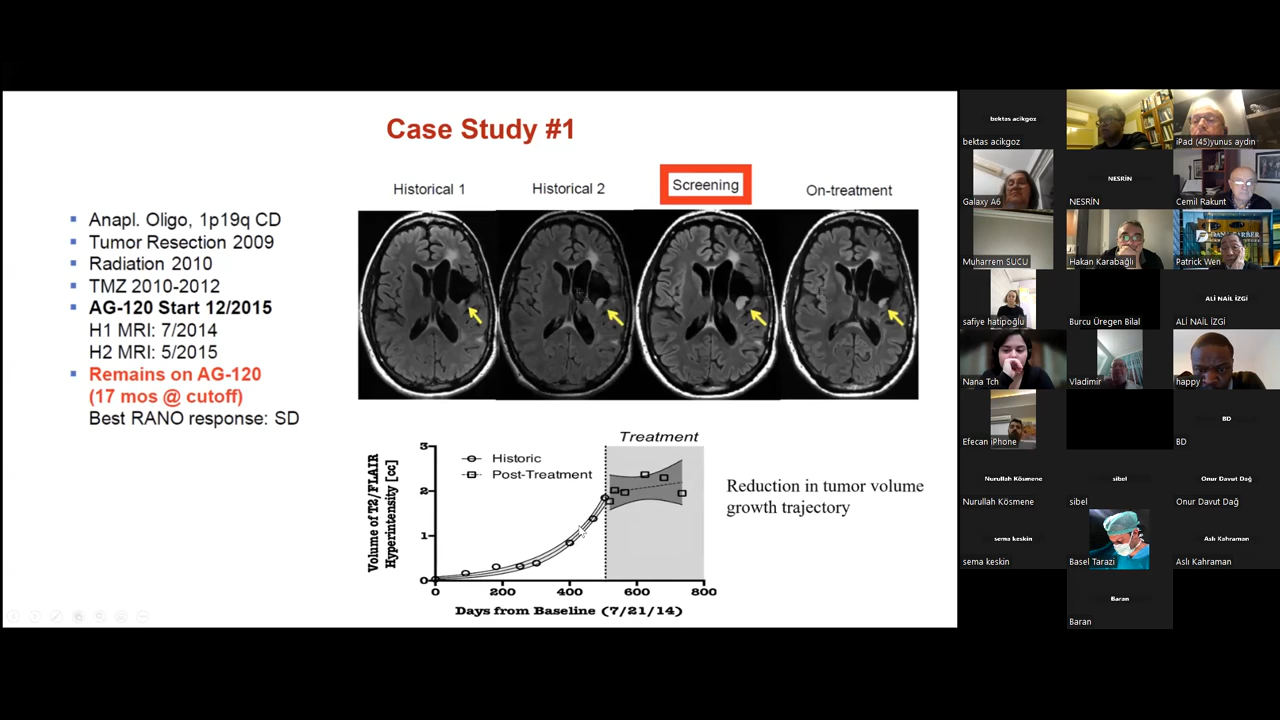 Case Study #1
Historical 1
Historical 2
Screening
On-treatment
Anapl. Oligo, 1p19q CD
Tumor Resection 2009
Radiation 2010
TMZ 2010-2012
AG-120 Start 12/2015
H1 MRI: 7/2014
H2 MRI: 5/2015
Remains on AG-120
(17 mos @ cutoff)
Best RANO response: SD
Treatment
Historic
Post-Treatment
Volume of T2/FLAIR
Hyperintensity [cc]
3
2
1
0
0
200
400
600
800
Days from Baseline (7/21/14)
Reduction in tumor volume
growth trajectory
bektas acikgoz
bektas acikgoz
iPad (45)yunus aydin
Galaxy A6
NESRİN
NESRİN
Cemil Rakunt
Muharrem SUCU
Hakan Karabağlı
DANA-FARBER
Patrick Wen
safiye hatipoğlu
Burcu Üregen Bilal
ALİ NAİL İZGİ
ALİ NAİL İZGİ
Nana Tch
Vladimir
happy
Efecan iPhone
BD
BD
Nurullah Kösmene
Nurullah Kösmene
sibel
sibel
Onur Davut Dağ
Onur Davut Dağ
sema keskin
sema keskin
Basel Tarazi
Aslı Kahraman
Aslı Kahraman
Baran
Baran